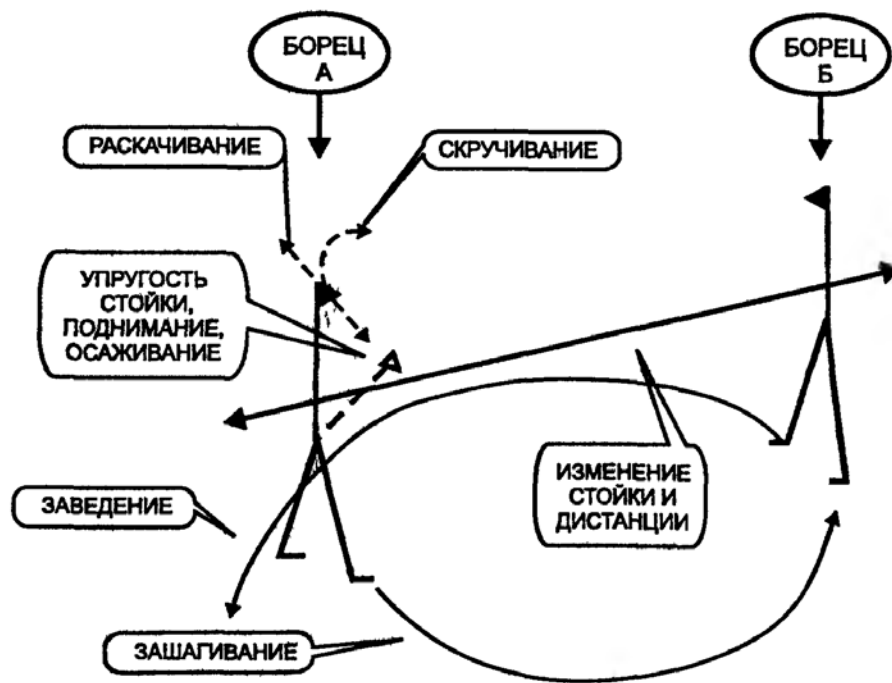 БОРЕЦ
А
БОРЕЦ
Б
РАСКАЧИВАНИЕ
СКРУЧИВАНИЕ
УПРУГОСТЬ
СТОЙКИ,
ПОДНИМАНИЕ,
ОСАЖИВАНИЕ
ИЗМЕНЕНИЕ
СТОЙКИ И
ДИСТАНЦИИ
ЗАВЕДЕНИЕ
ЗАШАГИВАНИЕ